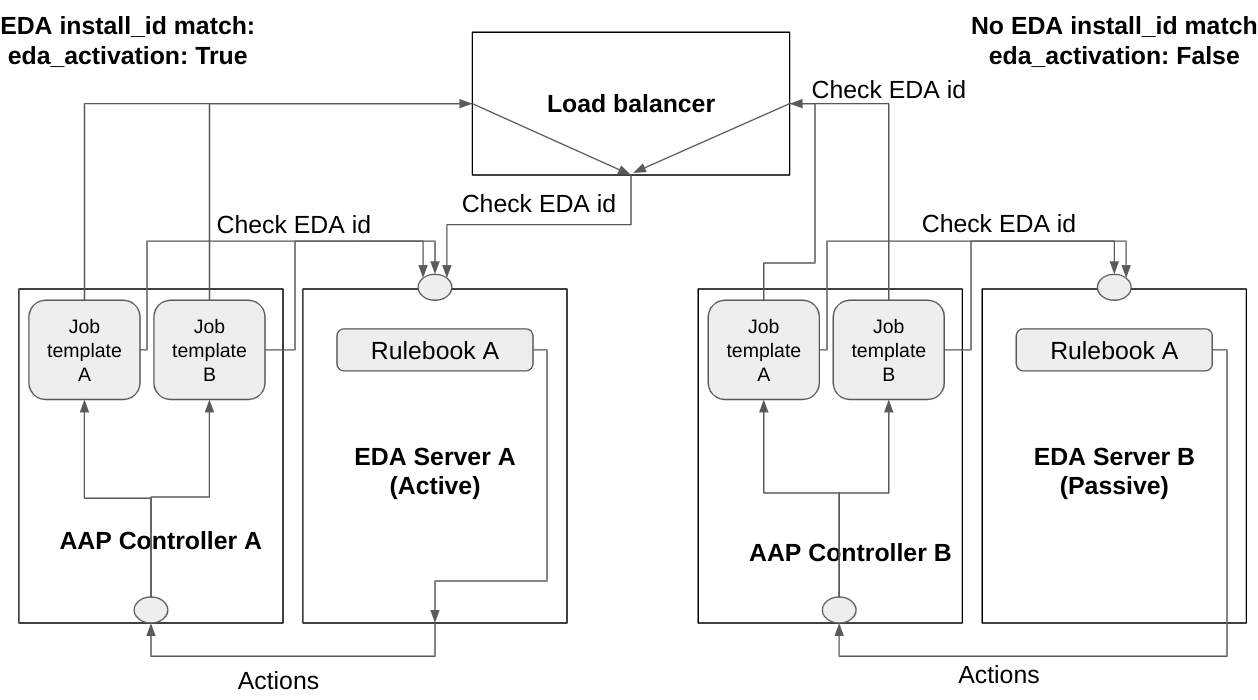 EDA install_id match:
eda_activation: True
No EDA install_id match
eda_activation: False
Load balancer
Check EDA id
Check EDA id
Check EDA id
Check EDA id
Job
template
A
Job
template
B
Rulebook A
EDA Server A
(Active)
AAP Controller A
Actions
Job
template
A
Job
template
B
Rulebook A
EDA Server B
(Passive)
AAP Controller B
Actions